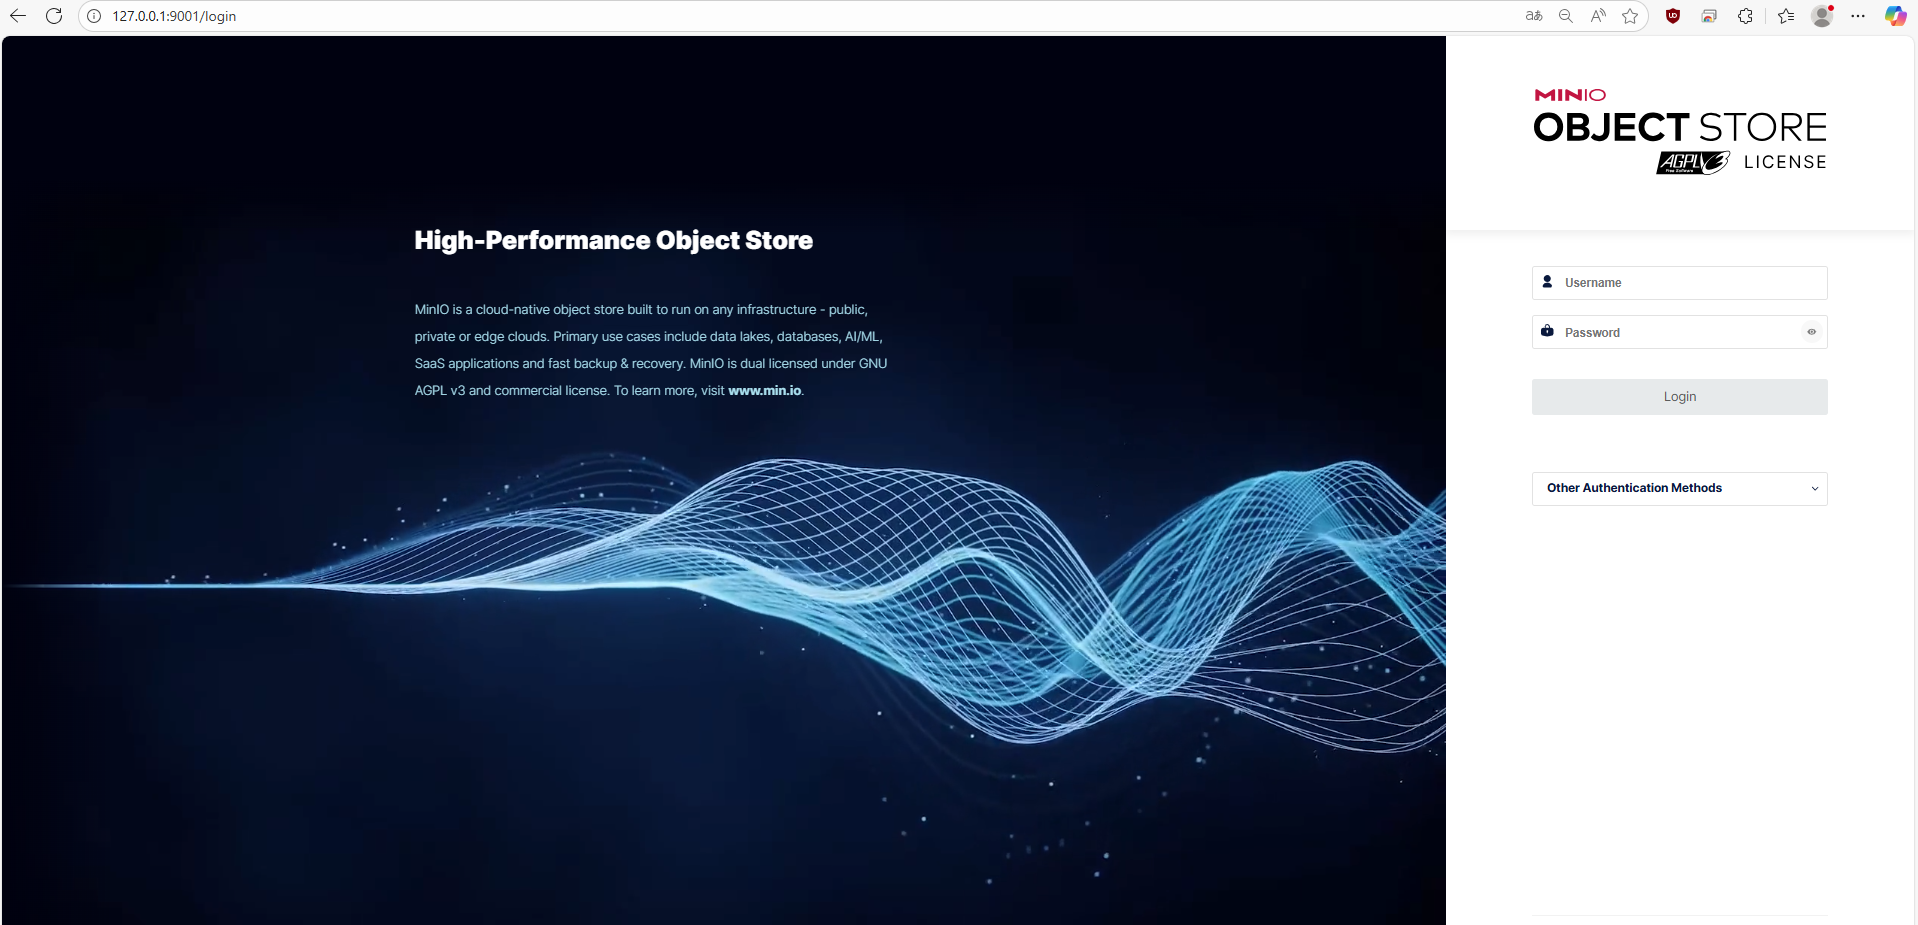 127.0.0.1:9001/login
MINIO
OBJECT STORE
AGPL v3 LICENSE
Free Software
High-Performance Object Store
MinIO is a cloud-native object store built to run on any infrastructure - public,
private or edge clouds. Primary use cases include data lakes, databases, AI/ML,
SaaS applications and fast backup & recovery. MinIO is dual licensed under GNU
AGPL v3 and commercial license. To learn more, visit www.min.io.
Username
Password
Login
Other Authentication Methods